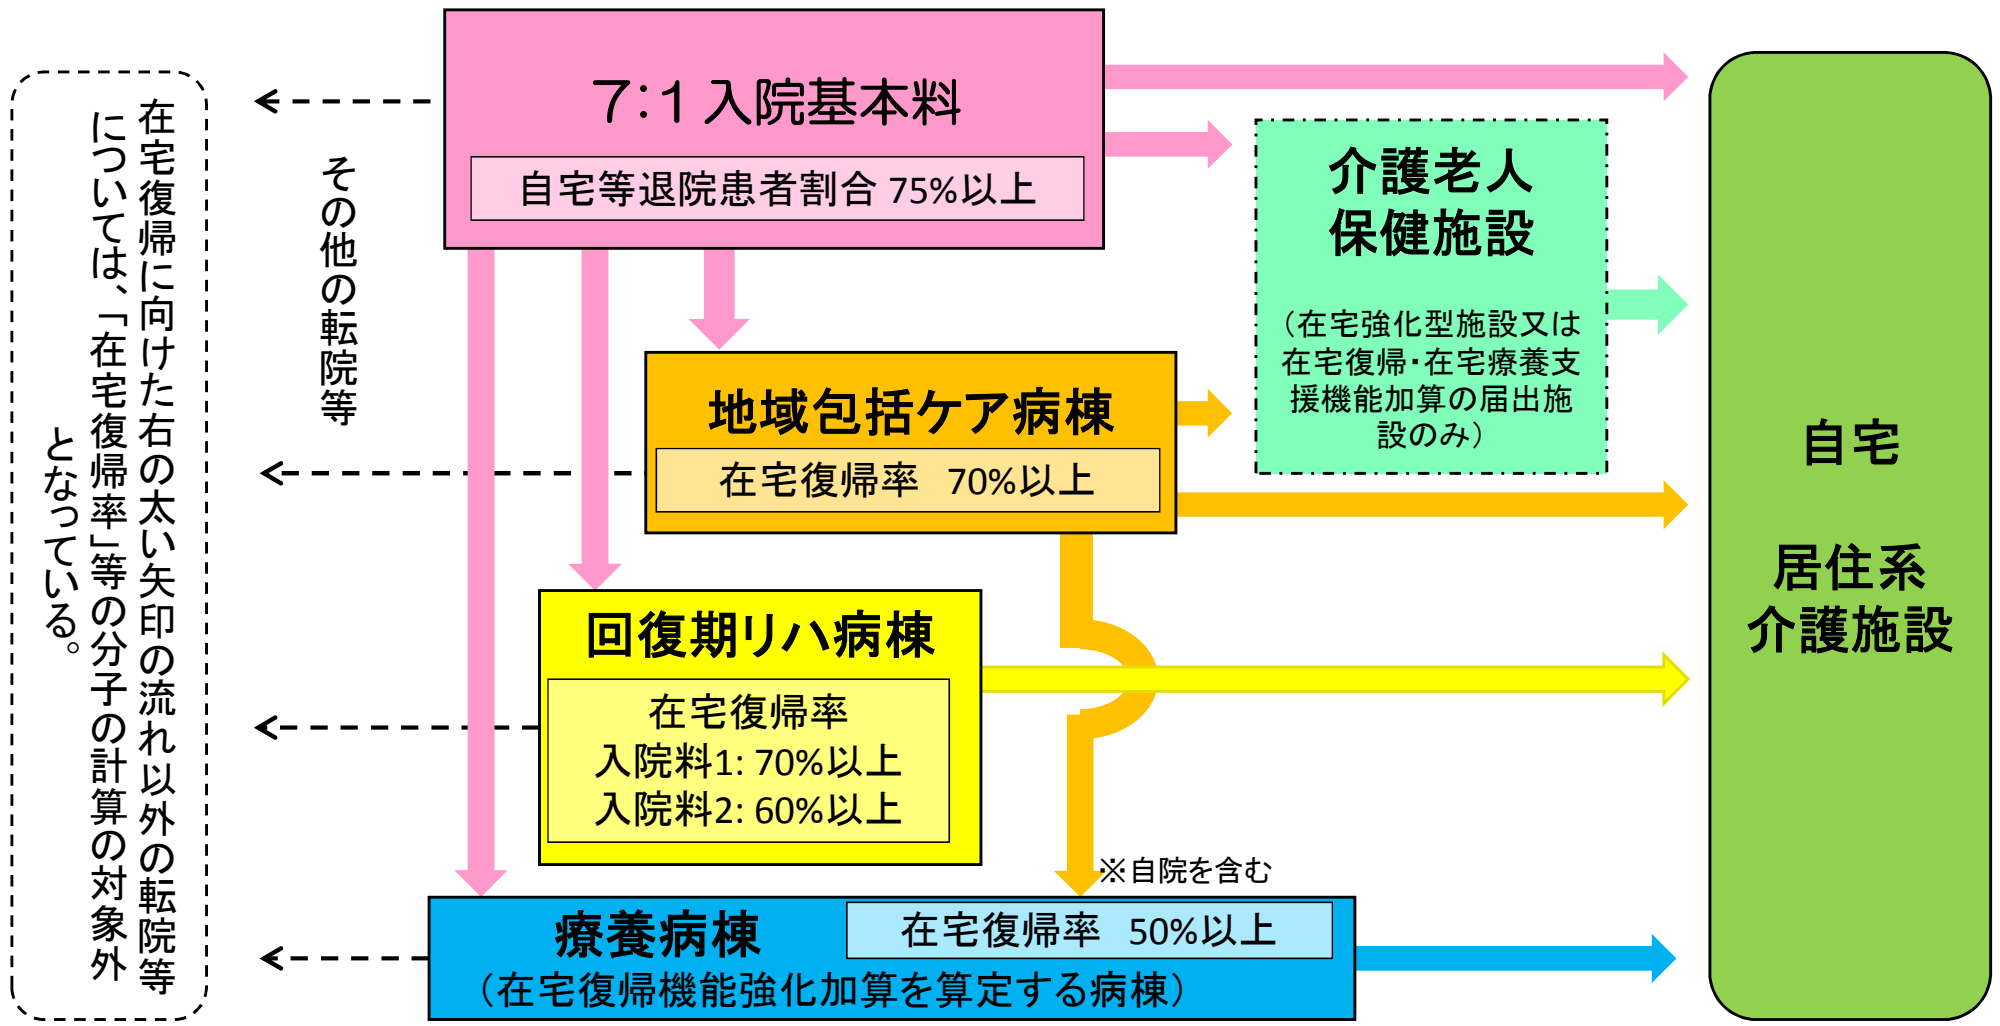 7:1入院基本料
自宅等退院患者割合 75%以上
介護老人
保健施設
（在宅強化型施設又は
在宅復帰・在宅療養支
援機能加算の届出施
設のみ）
地域包括ケア病棟
在宅復帰率　70%以上
回復期リハ病棟
在宅復帰率
入院料1: 70%以上
入院料2: 60%以上
※自院を含む
療養病棟
在宅復帰率　50%以上
（在宅復帰機能強化加算を算定する病棟）
自宅
居住系
介護施設
その他の転院等
在宅復帰に向けた右の太い矢印の流れ以外の転院等
については、「在宅復帰率」等の分子の計算の対象外
となっている。